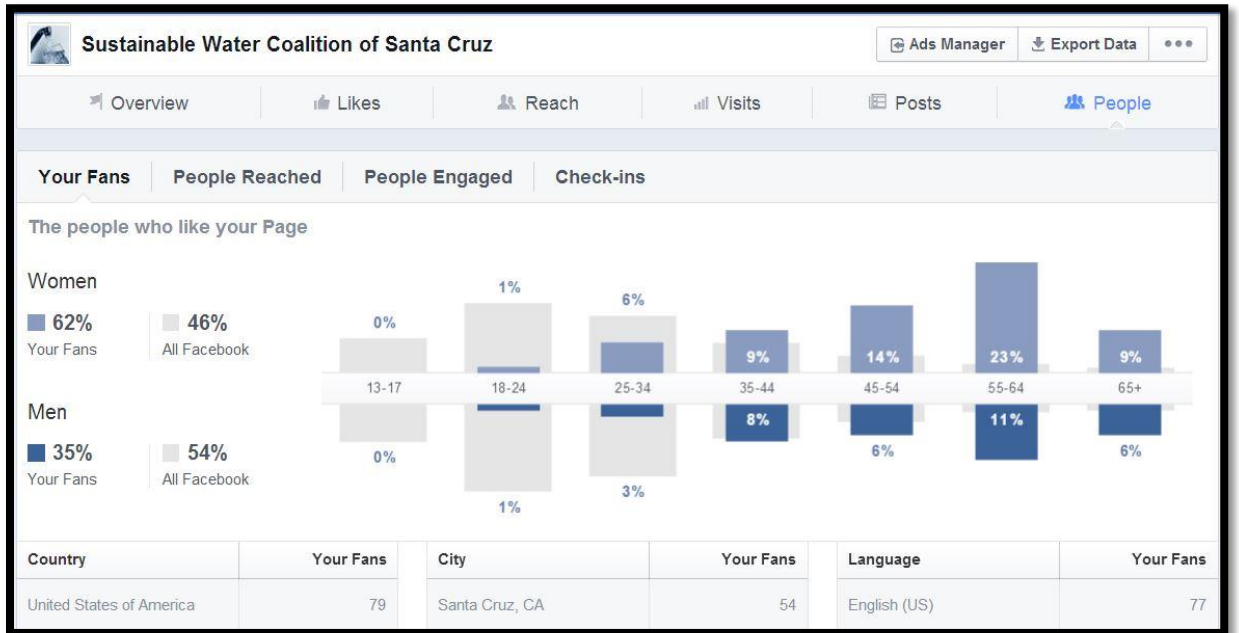 Sustainable Water Coalition of Santa Cruz
Ads Manager
Export Data
Overview
Likes
Reach
Visits
Posts
People
Your Fans
People Reached
People Engaged
Check-ins
The people who like your Page
Women
62%
Your Fans
46%
All Facebook
0%
1%
6%
9%
14%
23%
9%
13-17
18-24
25-34
35-44
45-54
55-64
65+
Men
35%
Your Fans
54%
All Facebook
0%
1%
3%
8%
6%
11%
6%
Country Your Fans City Your Fans Language Your Fans
United States of America 79 Santa Cruz, CA 54 English (US) 77